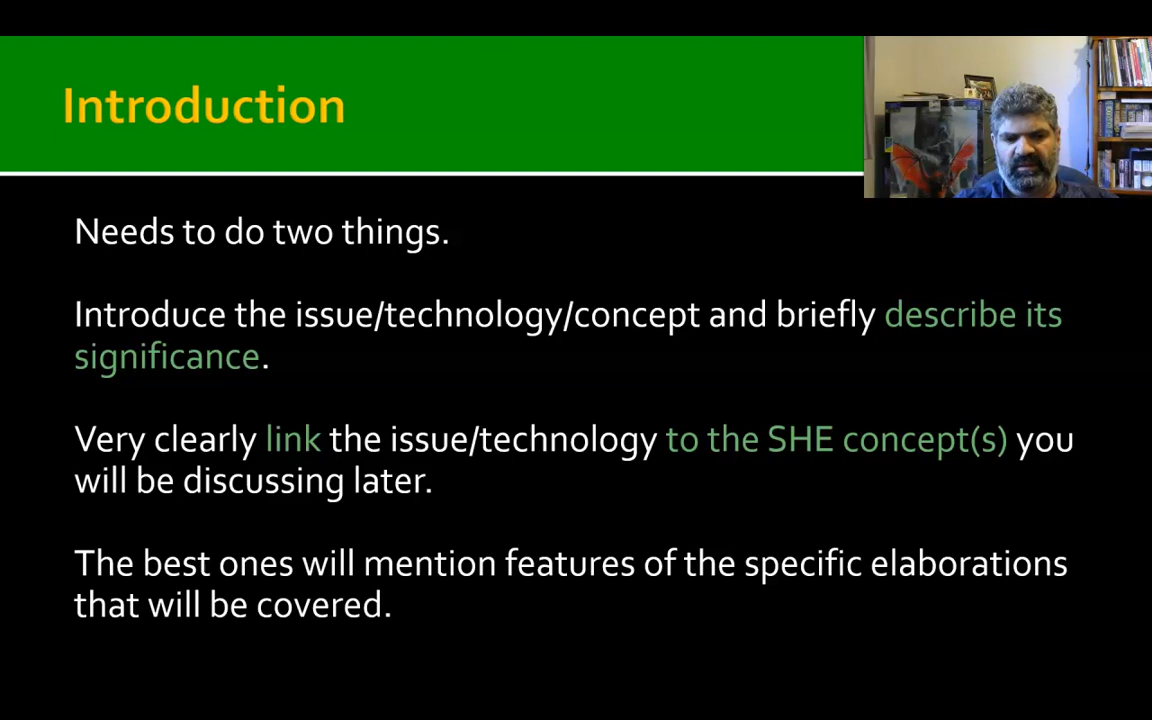 Introduction
Needs to do two things.
Introduce the issue/technology/concept and briefly describe its
significance.
Very clearly link the issue/technology to the SHE concept(s) you
will be discussing later.
The best ones will mention features of the specific elaborations
that will be covered.